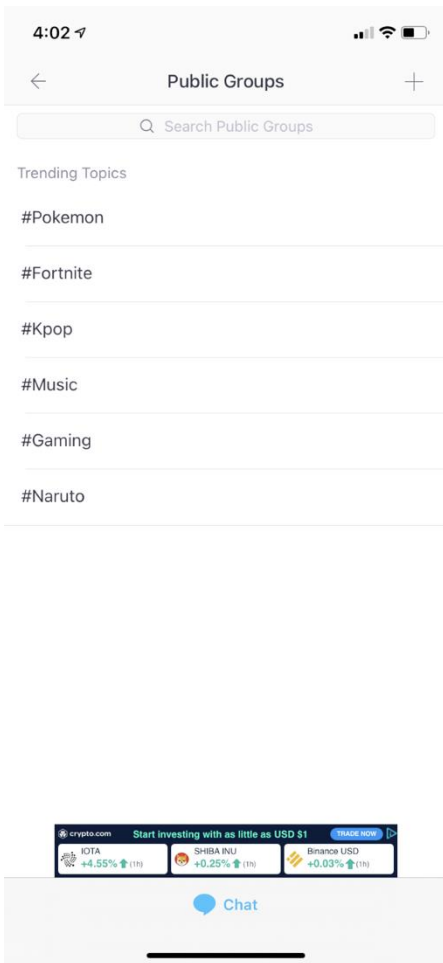 4:02
Public Groups
Search Public Groups
Trending Topics
#Pokemon
#Fortnite
#Kpop
#Music
#Gaming
#Naruto
crypto.com Start investing with as little as USD $1 TRADE NOW
IOTA SHIBA INU Binance USD
+4.55% (1h) +0.25% (1h) +0.03% (1h)
Chat